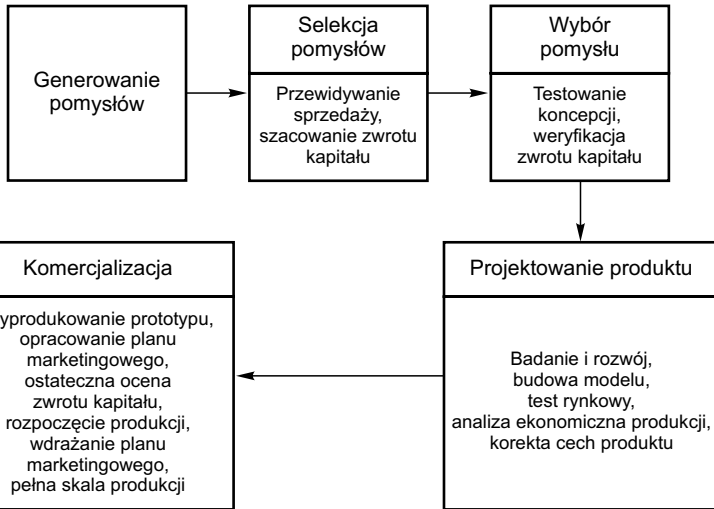 Generowanie
pomysłów
Selekcja
pomysłów
Przewidywanie
sprzedaży,
szacowanie zwrotu
kapitału
Wybór
pomysłu
Testowanie
koncepcji,
weryfikacja
zwrotu kapitału
Projektowanie produktu
Badanie i rozwój,
budowa modelu,
test rynkowy,
analiza ekonomiczna produkcji,
korekta cech produktu
Komercjalizacja
yprodukowanie prototypu,
opracowanie planu
marketingowego,
ostateczna ocena
zwrotu kapitału,
rozpoczęcie produkcji,
wdrażanie planu
marketingowego,
pełna skala produkcji